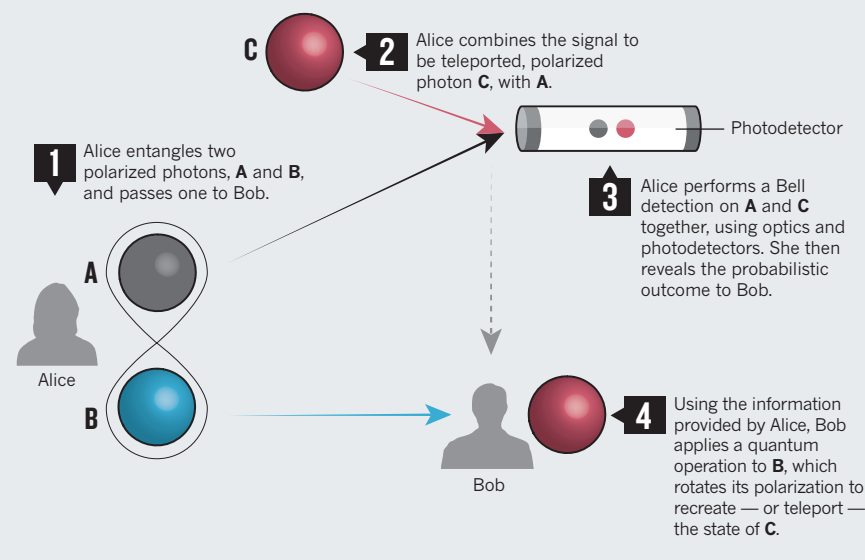 C
2
Alice combines the signal to
be teleported, polarized
photon C, with A.
Photodetector
1
Alice entangles two
polarized photons, A and B,
and passes one to Bob.
3
Alice performs a Bell
detection on A and C
together, using optics and
photodetectors. She then
reveals the probabilistic
outcome to Bob.
A
Alice
B
Bob
4
Using the information
provided by Alice, Bob
applies a quantum
operation to B, which
rotates its polarization to
recreate — or teleport —
the state of C.